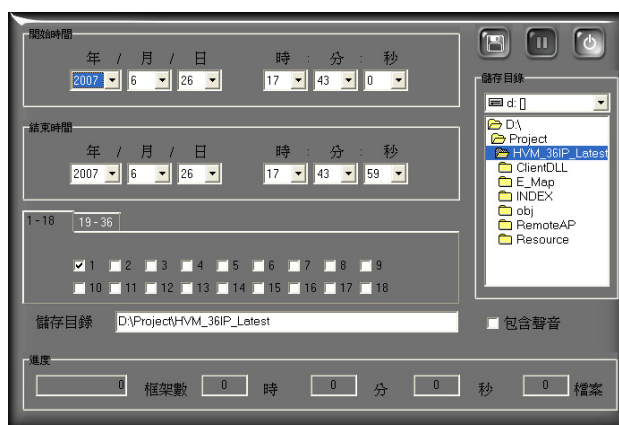 開始時間
年 / 月 / 日 時 : 分 : 秒
2007 6 26 17 43 0
儲存目錄
d: []
結束時間
年 / 月 / 日 時 : 分 : 秒
2007 6 26 17 43 59
D:\
Project
HVM_36IP_Latest
ClientDLL
E_Map
INDEX
obj
RemoteAP
Resource
1-18 19-36
1 2 3 4 5 6 7 8 9
10 11 12 13 14 15 16 17 18
儲存目錄 D:\Project\HVM_36IP_Latest 包含聲音
進度
0 框架數 0 時 0 分 0 秒 0 檔案